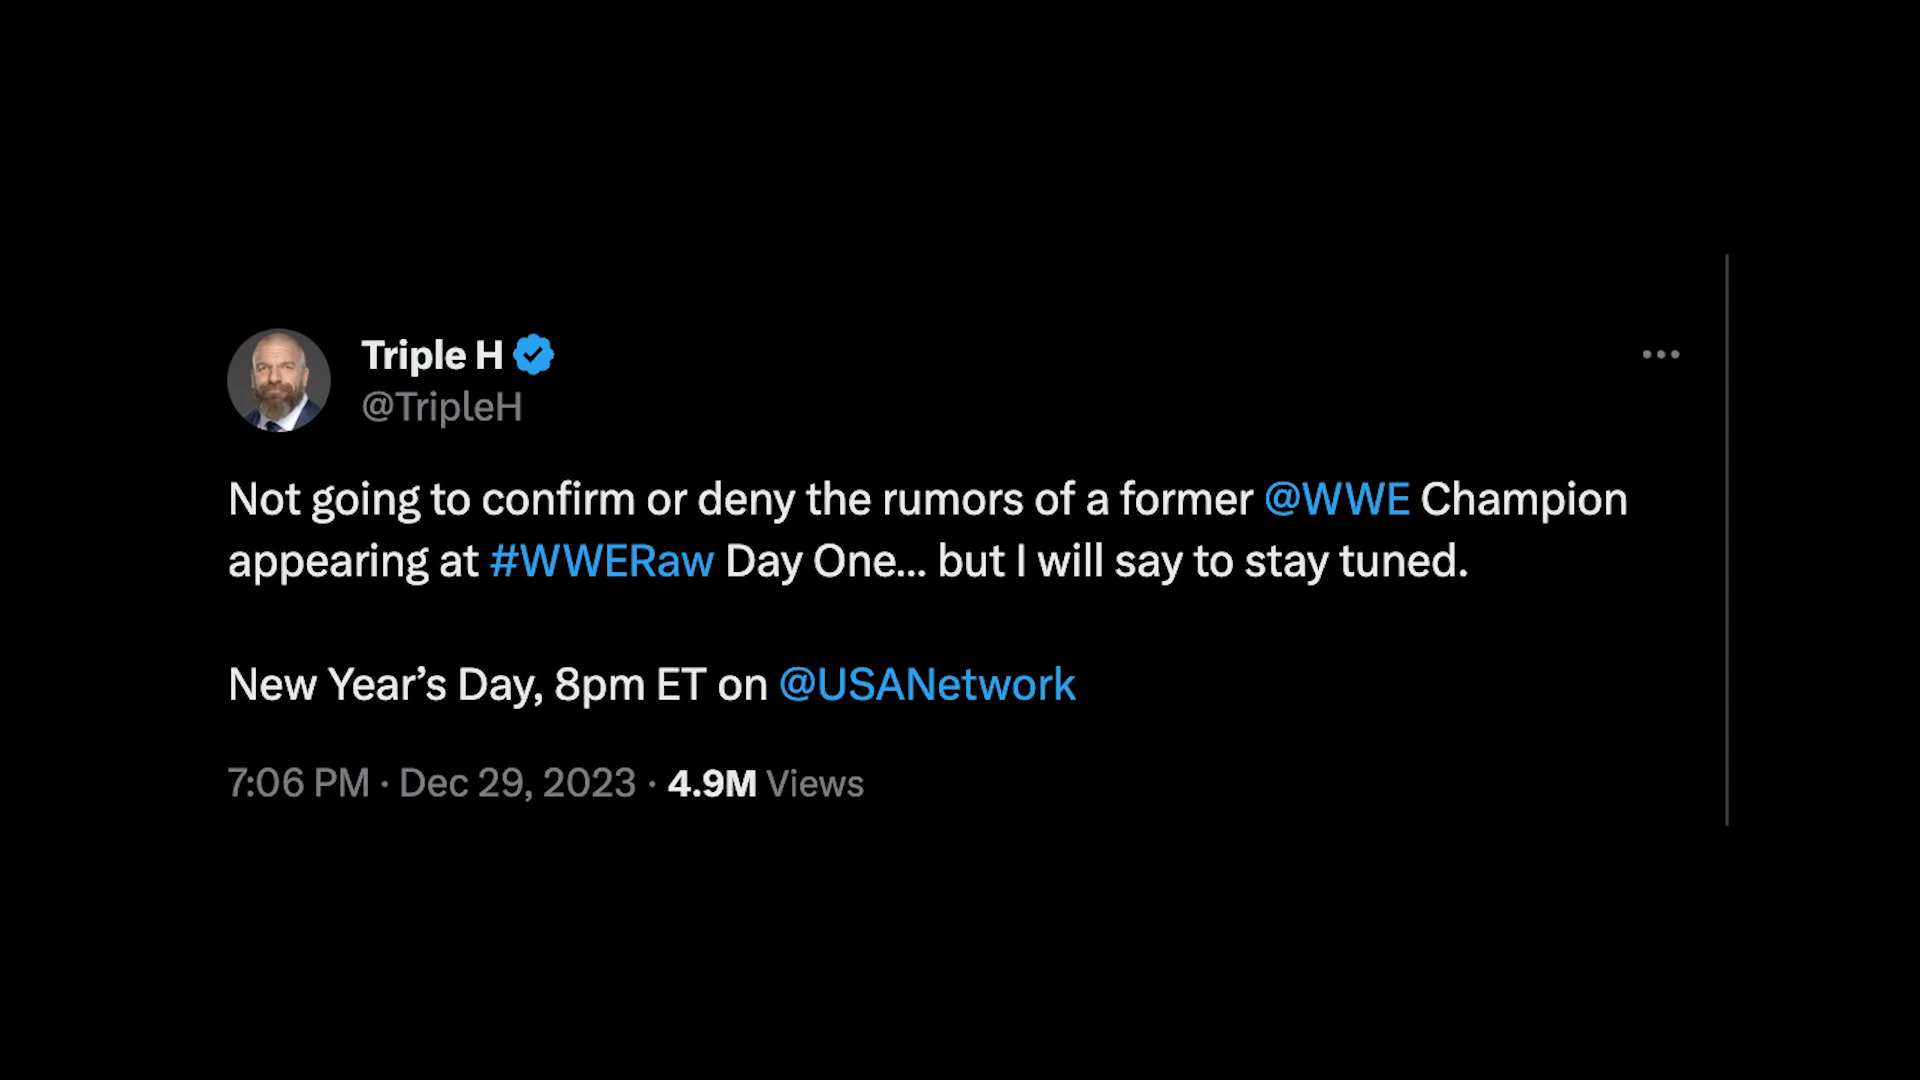 Triple H
@TripleH
Not going to confirm or deny the rumors of a former @WWE Champion
appearing at #WWERaw Day One... but I will say to stay tuned.
New Year’s Day, 8pm ET on @USANetwork
7:06 PM · Dec 29, 2023 · 4.9M Views